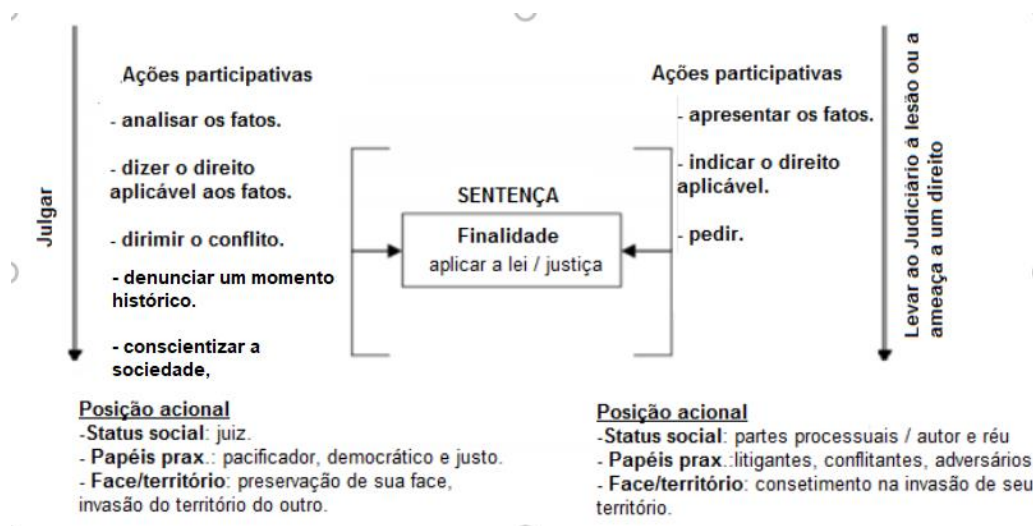 Julgar
Ações participativas
- analisar os fatos.
- dizer o direito
aplicável aos fatos.
- dirimir o conflito.
- denunciar um momento
histórico.
- conscientizar a
sociedade,
SENTENÇA
Finalidade
aplicar a lei / justiça
Ações participativas
- apresentar os fatos.
- indicar o direito
aplicável.
- pedir.
Levar ao Judiciário à lesão ou a
ameaça a um direito
Posição acional
-Status social: juiz.
- Papéis prax.: pacificador, democrático e justo.
- Face/território: preservação de sua face,
invasão do território do outro.
Posição acional
-Status social: partes processuais / autor e réu
- Papéis prax.:litigantes, conflitantes, adversários
- Face/território: consetimento na invasão de seu
território.